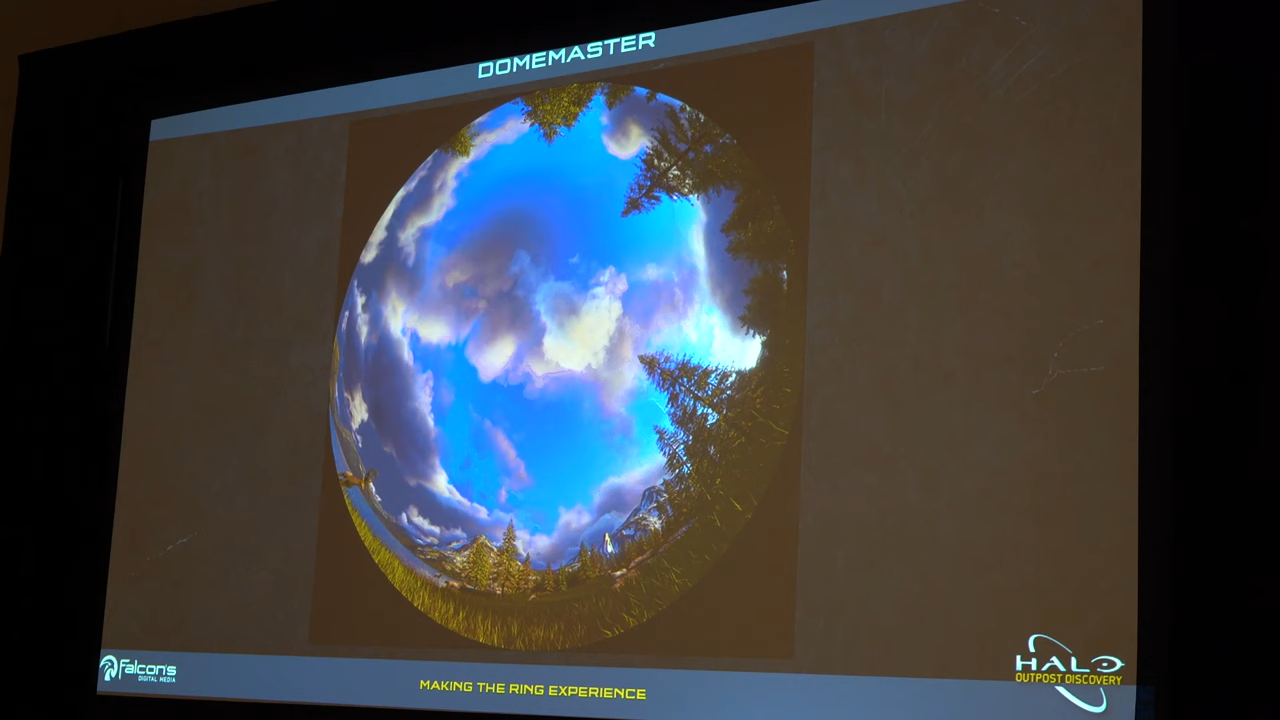 DOMEMASTER
Falcon's
DIGITAL MEDIA
MAKING THE RING EXPERIENCE
HALO
OUTPOST DISCOVERY